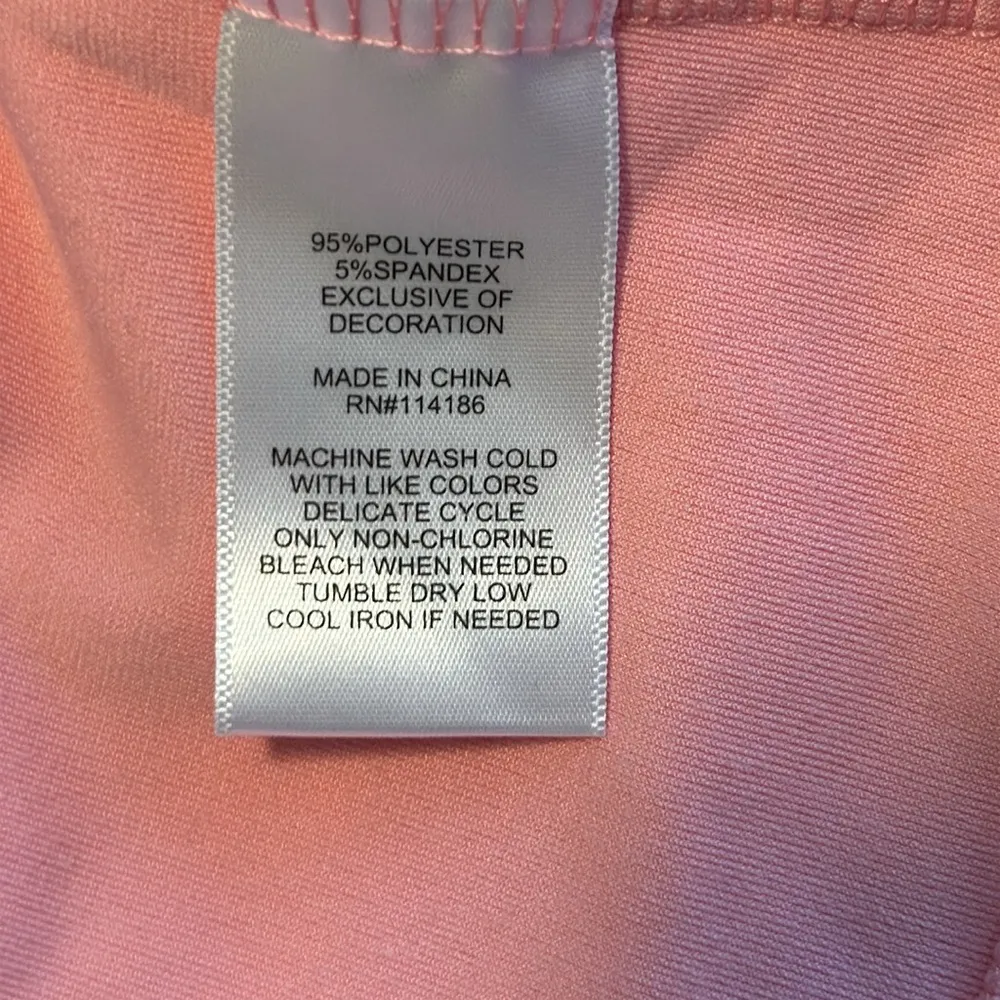 95%POLYESTER
5%SPANDEX
EXCLUSIVE OF
DECORATION
MADE IN CHINA
RN#114186
MACHINE WASH COLD
WITH LIKE COLORS
DELICATE CYCLE
ONLY NON-CHLORINE
BLEACH WHEN NEEDED
TUMBLE DRY LOW
COOL IRON IF NEEDED